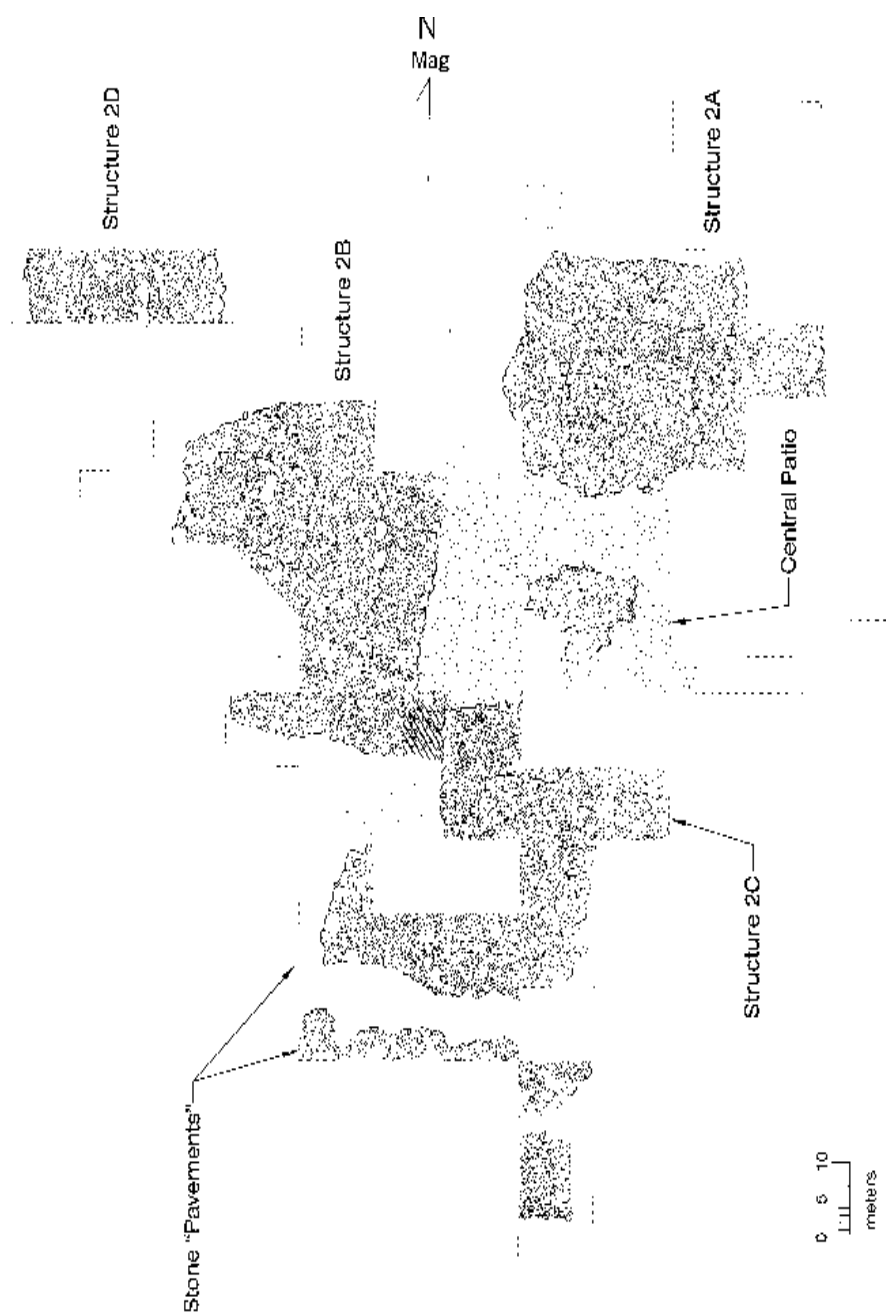 N
Mag
Structure 2D
Structure 2A
Structure 2B
Central Patio
Structure 2C
Stone "Pavements"
0 5 10
meters